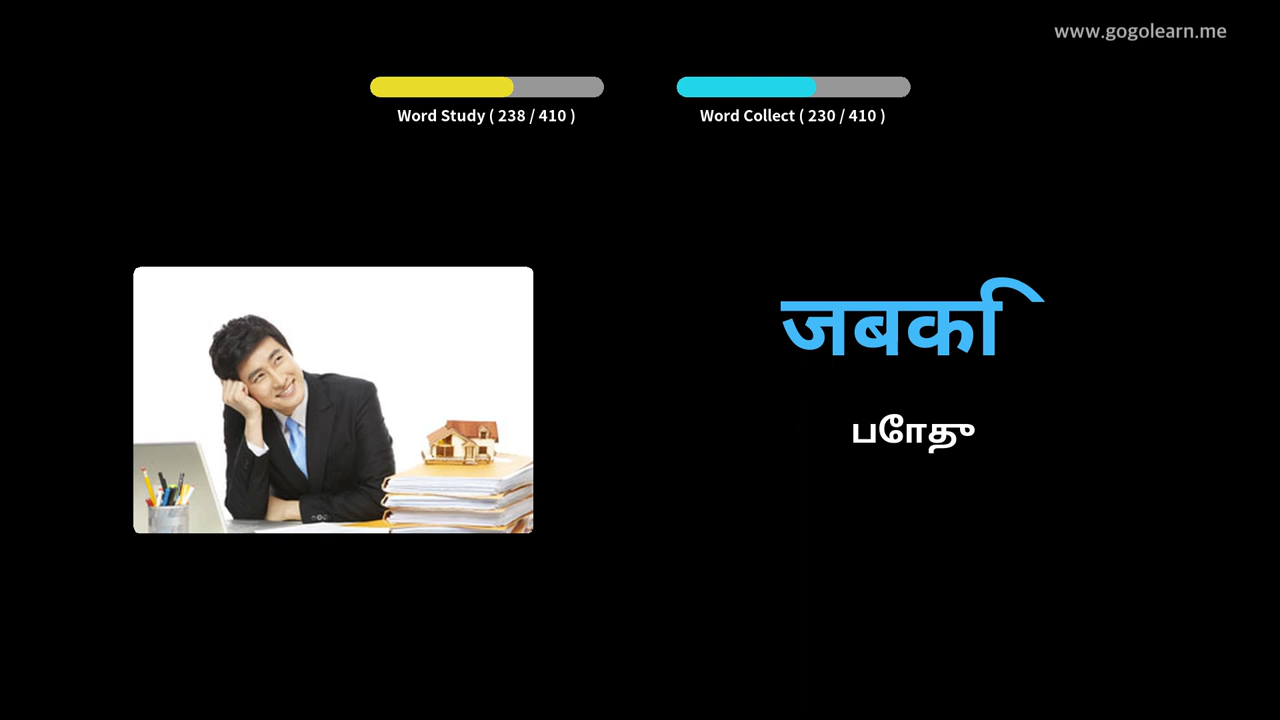 www.gogolearn.me
Word Study ( 238 / 410 )
Word Collect ( 230 / 410 )
जबकि
போது